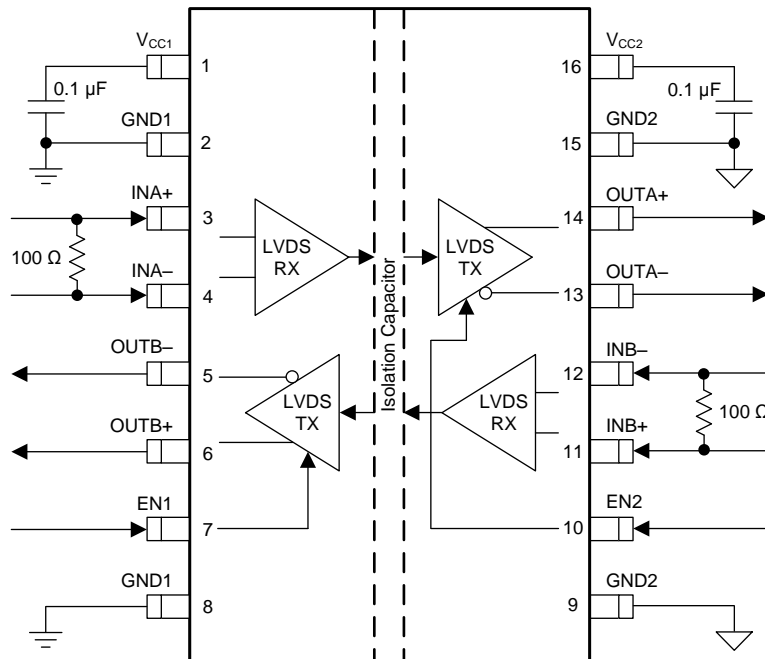 VCC1
1
0.1 µF
GND1
2
INA+
3
100 Ω
INA–
4
OUTB–
5
OUTB+
6
EN1
7
GND1
8
LVDS
RX
LVDS
TX
Isolation Capacitor
LVDS
TX
LVDS
RX
VCC2
16
0.1 µF
GND2
15
OUTA+
14
OUTA–
13
INB–
12
100 Ω
INB+
11
EN2
10
GND2
9